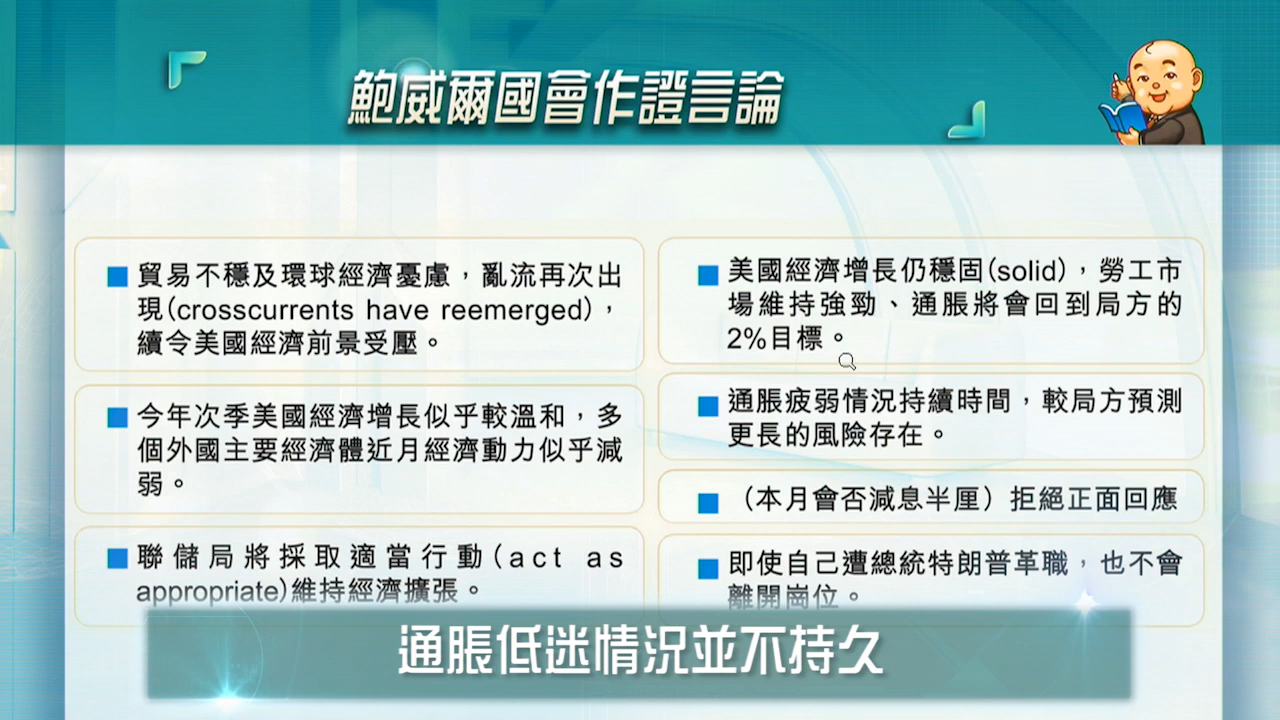 鮑威爾國會作證言論
貿易不穩及環球經濟憂慮，亂流再次出
現(crosscurrents have reemerged)，
續令美國經濟前景受壓。
今年次季美國經濟增長似乎較溫和，多
個外國主要經濟體近月經濟動力似乎減
弱。
聯儲局將採取適當行動(act as
appropriate)維持經濟擴張。
美國經濟增長仍穩固(solid)，勞工市
場維持強勁、通脹將會回到局方的
2%目標。
通脹疲弱情況持續時間，較局方預測
更長的風險存在。
（本月會否減息半厘）拒絕正面回應
即使自己遭總統特朗普革職，也不會
離開崗位。
通脹低迷情況並不持久